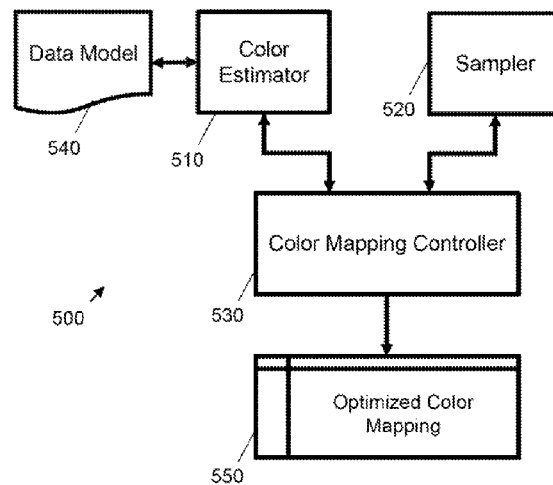 Data Model
Color
Estimator
Sampler
540
510
520
Color Mapping Controller
500
530
Optimized Color
Mapping
550